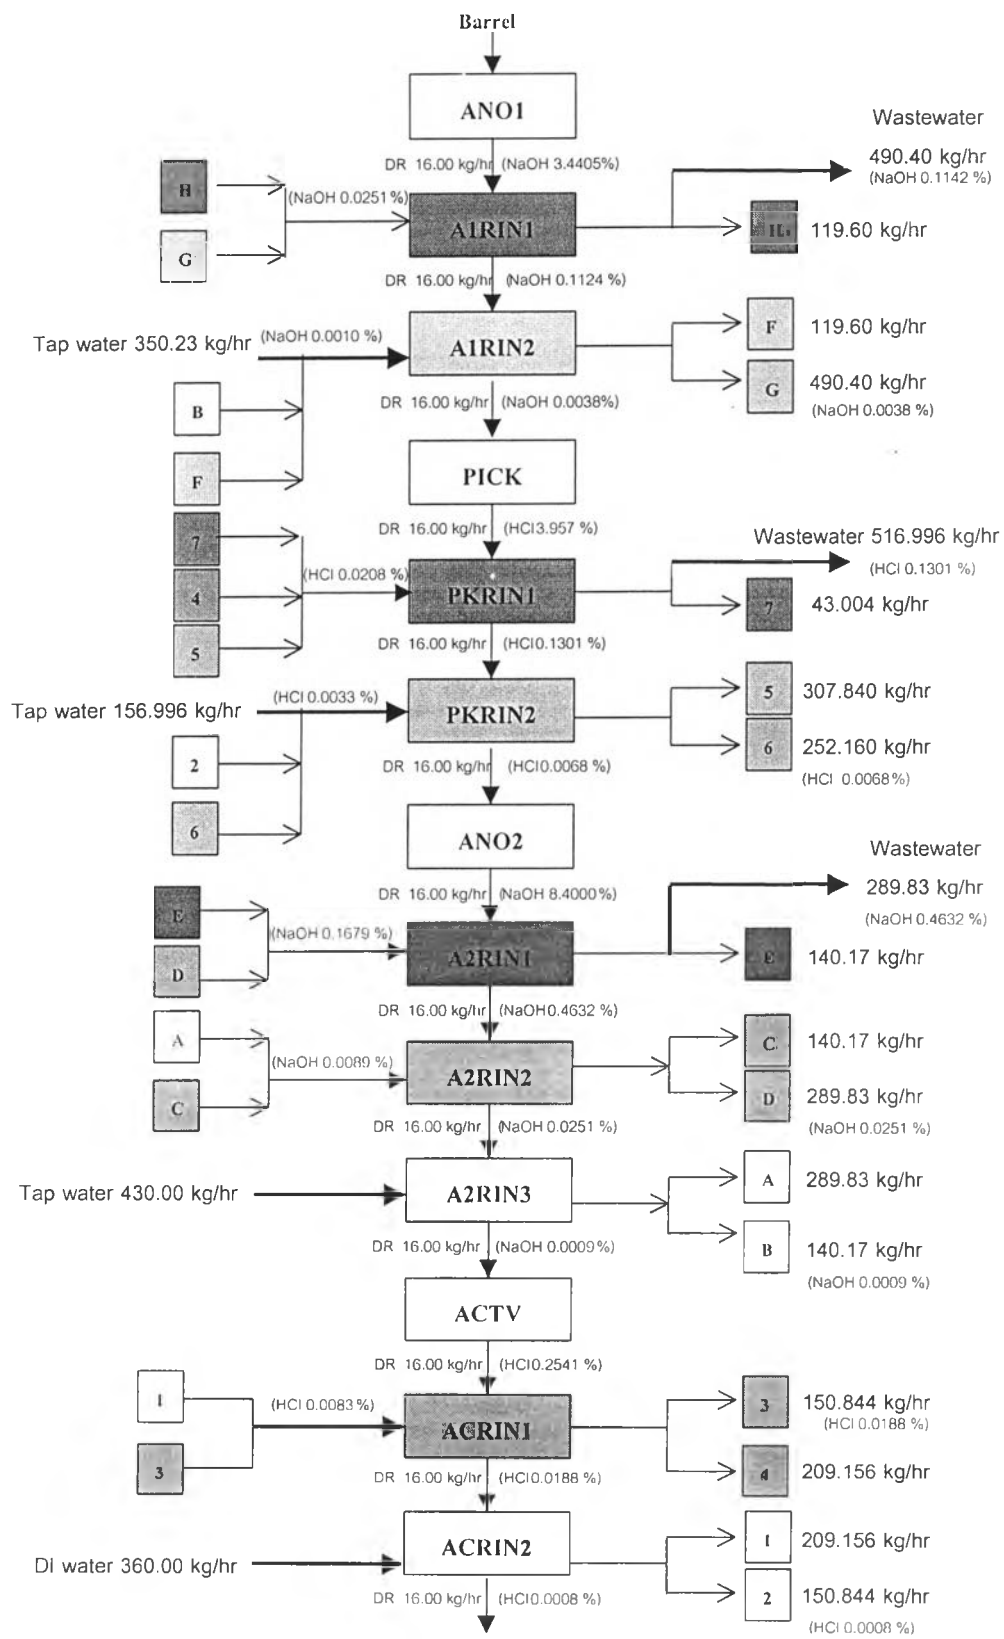 Barrel
ANO1
Wastewater
DR 16.00 kg/hr (NaOH 3.4405%)
490.40 kg/hr
(NaOH 0.1142 %)
H
(NaOH 0.0251 %)
A1RIN1
H
119.60 kg/hr
G
DR 16.00 kg/hr (NaOH 0.1124 %)
F
119.60 kg/hr
Tap water 350.23 kg/hr
(NaOH 0.0010 %)
A1RIN2
G
490.40 kg/hr
B
DR 16.00 kg/hr (NaOH 0.0038%)
(NaOH 0.0038 %)
F
PICK
DR 16.00 kg/hr (HCl 3.957 %)
Wastewater 516.996 kg/hr
7
(HCl 0.0208 %)
(HCl 0.1301 %)
4
PKRIN1
7
43.004 kg/hr
5
DR 16.00 kg/hr (HCl 0.1301 %)
5
307.840 kg/hr
(HCl 0.0033 %)
Tap water 156.996 kg/hr
PKRIN2
6
252.160 kg/hr
2
DR 16.00 kg/hr (HCl 0.0068 %)
(HCl 0.0068%)
6
ANO2
Wastewater
DR 16.00 kg/hr (NaOH 8.4000%)
289.83 kg/hr
E
(NaOH 0.4632 %)
(NaOH 0.1679 %)
A2RIN1
E
140.17 kg/hr
D
DR 16.00 kg/hr (NaOH 0.4632 %)
A
C
140.17 kg/hr
(NaOH 0.0089 %)
A2RIN2
D
289.83 kg/hr
C
DR 16.00 kg/hr (NaOH 0.0251 %)
(NaOH 0.0251 %)
Tap water 430.00 kg/hr
A2RIN3
A
289.83 kg/hr
DR 16.00 kg/hr (NaOH 0.0009 %)
B
140.17 kg/hr
(NaOH 0.0009 %)
ACTV
DR 16.00 kg/hr (HCl 0.2541 %)
1
(HCl 0.0083 %)
3
150.844 kg/hr
(HCl 0.0188 %)
ACRIN1
3
DR 16.00 kg/hr (HCl 0.0188 %)
4
209.156 kg/hr
ACRIN2
1
209.156 kg/hr
DI water 360.00 kg/hr
DR 16.00 kg/hr (HCl 0.0008 %)
2
150.844 kg/hr
(HCl 0.0008 %)